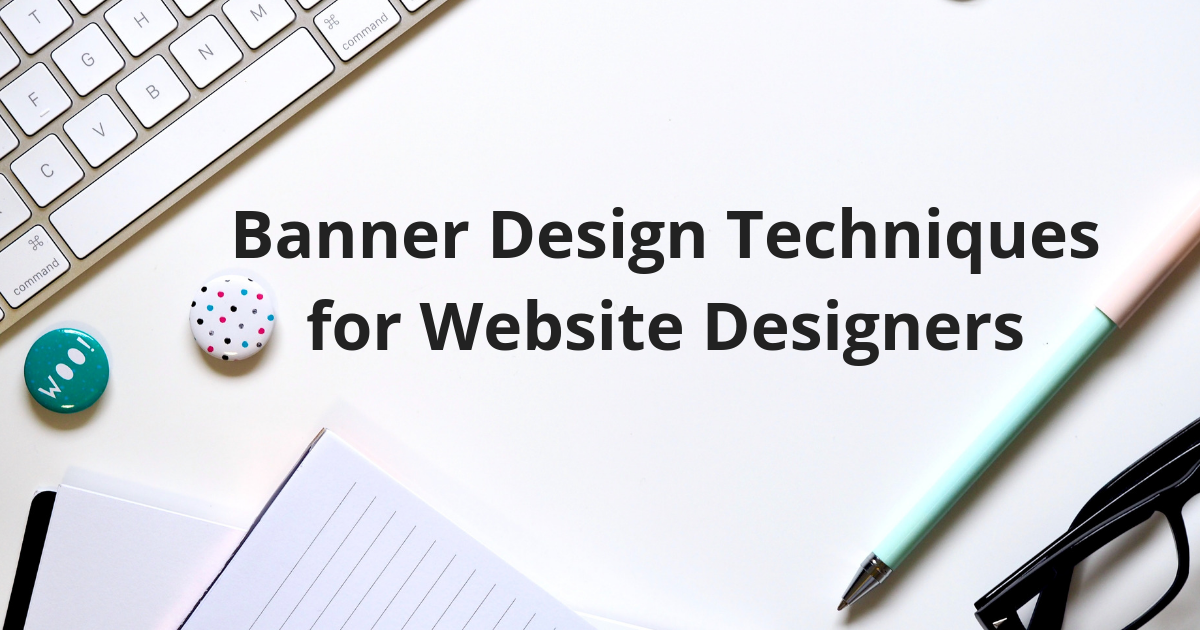 T
H
M
⌘
command
G
N
F
B
V
C
⌘
command
Banner Design Techniques
for Website Designers
WOO!